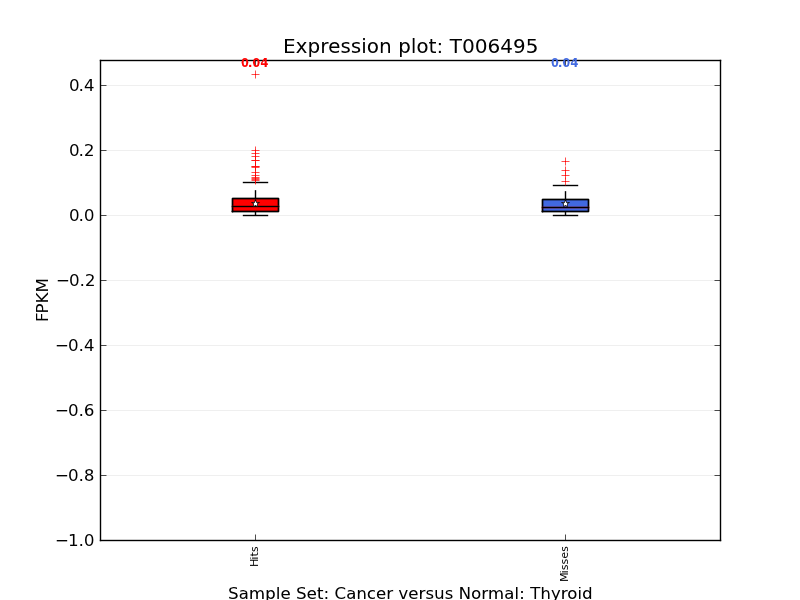 Expression plot: T006495
0.04
0.04
0.4
0.2
0.0
−0.2
−0.4
−0.6
−0.8
−1.0
FPKM
Hits
Misses
Sample Set: Cancer versus Normal: Thyroid